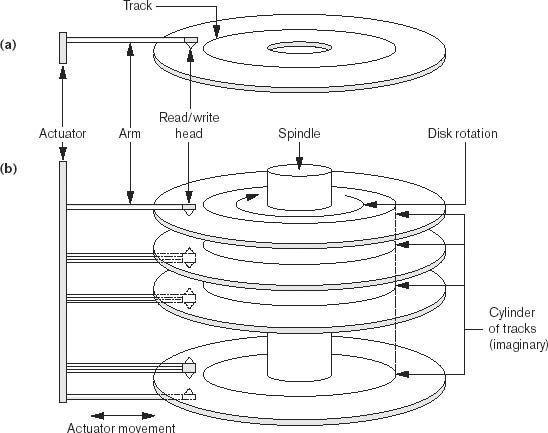 Track
(a)
Read/write
head
Actuator
Arm
Spindle
Disk rotation
(b)
Cylinder
of tracks
(imaginary)
Actuator movement